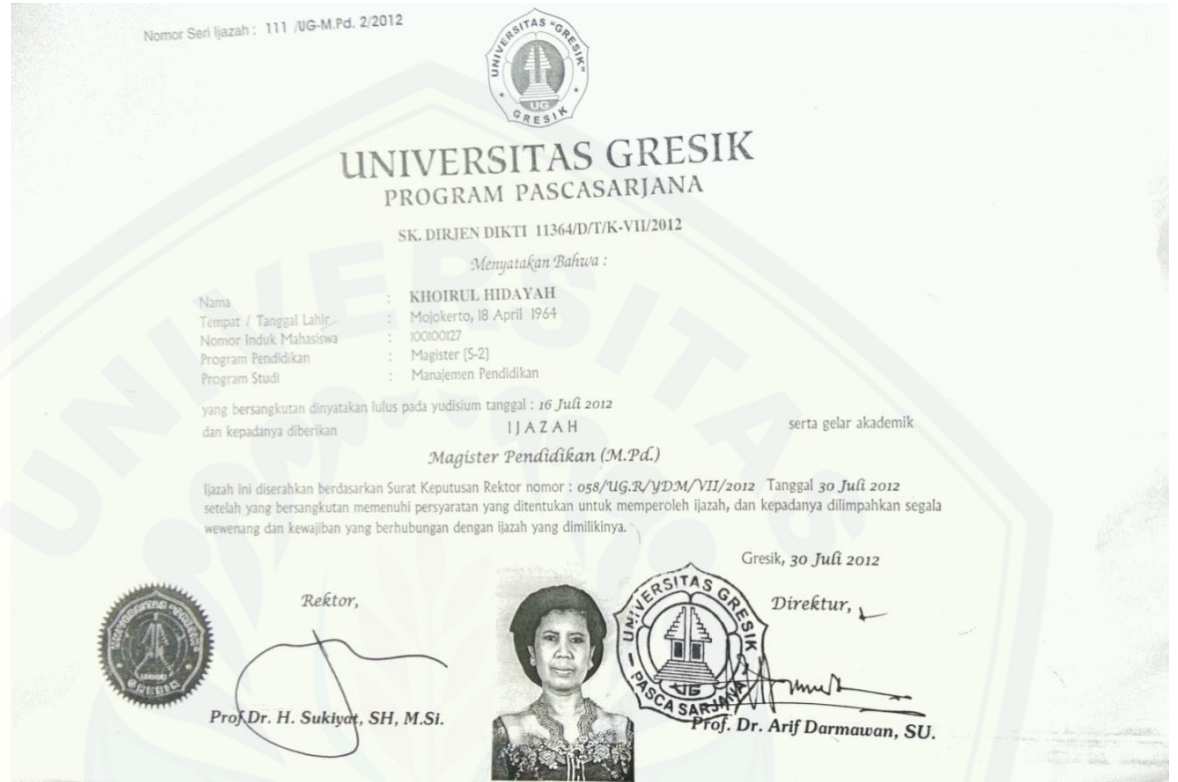 Nomor Seri Ijazah : 111 /UG-M.Pd. 2/2012
UNIVERSITAS "GRESIK"
UG
GRESIK
UNIVERSITAS GRESIK
PROGRAM PASCASARJANA
SK. DIRJEN DIKTI 11364/D/T/K-VII/2012
Menyatakan Bahwa :
Nama : KHOIRUL HIDAYAH
Tempat / Tanggal Lahir : Mojokerto, 18 April 1964
Nomor Induk Mahasiswa : 100100127
Program Pendidikan : Magister (S-2)
Program Studi : Manajemen Pendidikan
yang bersangkutan dinyatakan lulus pada yudisium tanggal : 16 Juli 2012
dan kepadanya diberikan IJAZAH serta gelar akademik
Magister Pendidikan (M.Pd.)
Ijazah ini diserahkan berdasarkan Surat Keputusan Rektor nomor : 058/UG.R/YDM/VII/2012 Tanggal 30 Juli 2012
setelah yang bersangkutan memenuhi persyaratan yang ditentukan untuk memperoleh ijazah, dan kepadanya dilimpahkan segala
wewenang dan kewajiban yang berhubungan dengan ijazah yang dimilikinya.
Gresik, 30 Juli 2012
Rektor,
Direktur,
UNIVERSITAS GRESIK
UG
PASCA SARJANA
GRESIK
Prof.Dr. H. Sukiyat, SH, M.Si.
Prof. Dr. Arif Darmawan, SU.
UNIVERSITAS